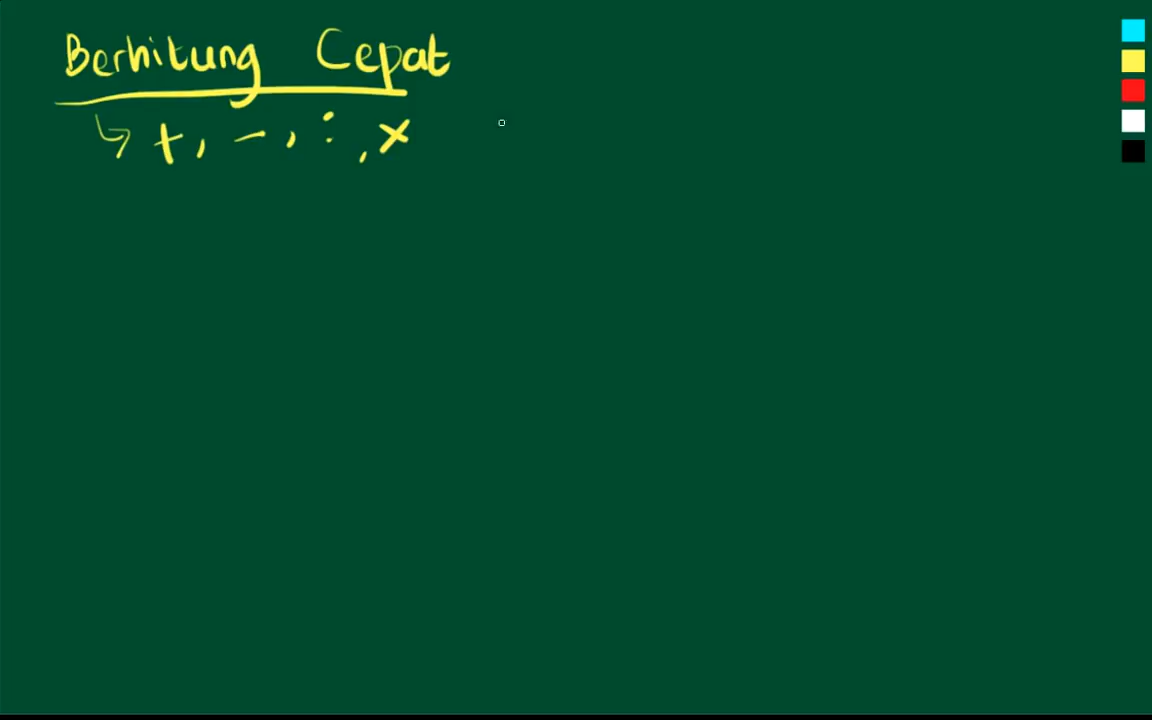 Berhitung Cepat
↳ +, -, :, x